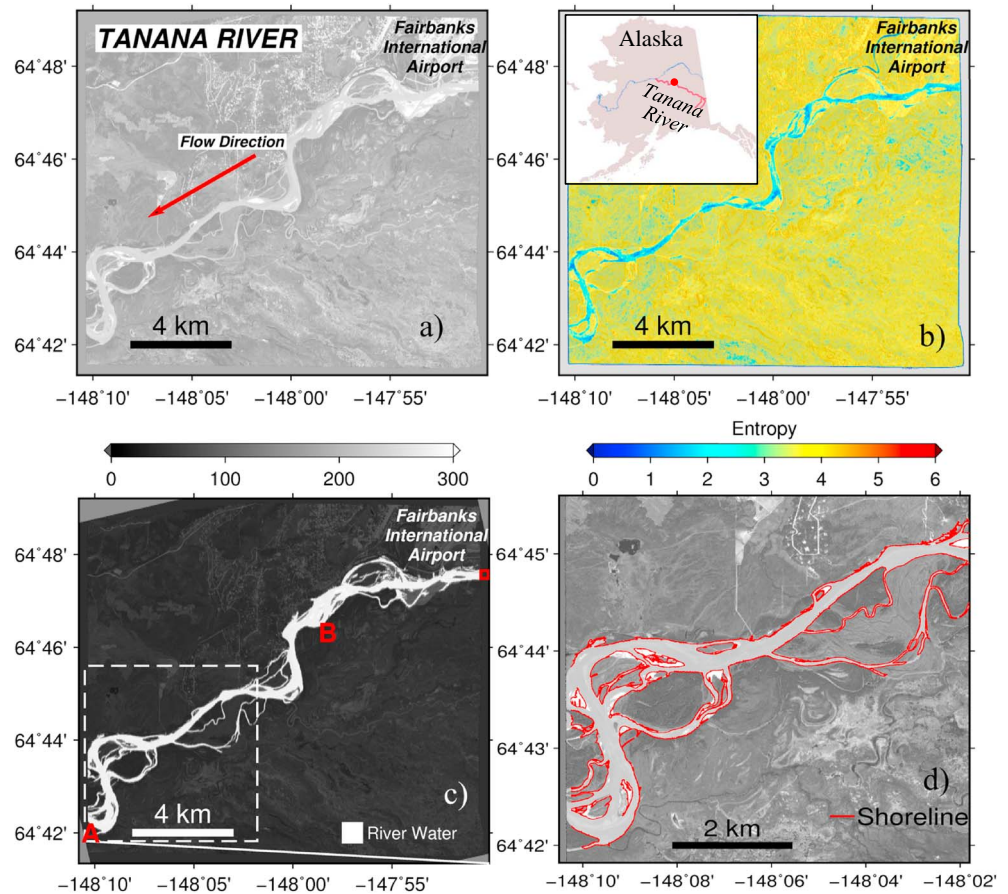 TANANA RIVER
Fairbanks
International
Airport
Flow Direction
4 km
a)
64˚48'
64˚46'
64˚44'
64˚42'
−148˚10'
−148˚05'
−148˚00'
−147˚55'
Alaska
Tanana
River
Fairbanks
International
Airport
4 km
b)
64˚48'
64˚46'
64˚44'
64˚42'
−148˚10'
−148˚05'
−148˚00'
−147˚55'
0 100 200 300
Entropy
0 1 2 3 4 5 6
Fairbanks
International
Airport
B
A
4 km
c)
River Water
64˚48'
64˚46'
64˚44'
64˚42'
−148˚10'
−148˚05'
−148˚00'
−147˚55'
d)
Shoreline
2 km
64˚45'
64˚44'
64˚43'
64˚42'
−148˚10'
−148˚08'
−148˚06'
−148˚04'
−148˚02'